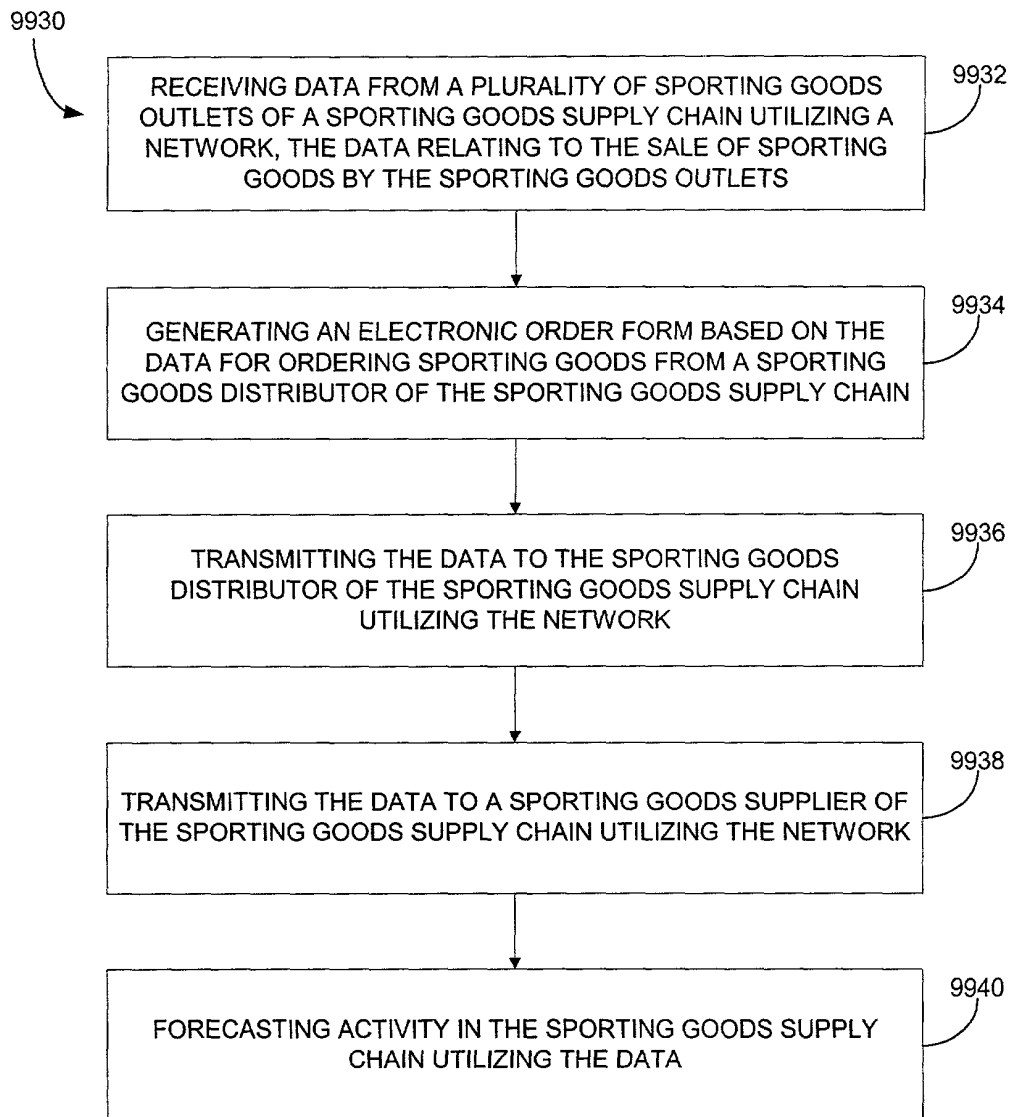 9930
RECEIVING DATA FROM A PLURALITY OF SPORTING GOODS
OUTLETS OF A SPORTING GOODS SUPPLY CHAIN UTILIZING A
NETWORK, THE DATA RELATING TO THE SALE OF SPORTING
GOODS BY THE SPORTING GOODS OUTLETS
9932
GENERATING AN ELECTRONIC ORDER FORM BASED ON THE
DATA FOR ORDERING SPORTING GOODS FROM A SPORTING
GOODS DISTRIBUTOR OF THE SPORTING GOODS SUPPLY CHAIN
9934
TRANSMITTING THE DATA TO THE SPORTING GOODS
DISTRIBUTOR OF THE SPORTING GOODS SUPPLY CHAIN
UTILIZING THE NETWORK
9936
TRANSMITTING THE DATA TO A SPORTING GOODS SUPPLIER OF
THE SPORTING GOODS SUPPLY CHAIN UTILIZING THE NETWORK
9938
FORECASTING ACTIVITY IN THE SPORTING GOODS SUPPLY
CHAIN UTILIZING THE DATA
9940